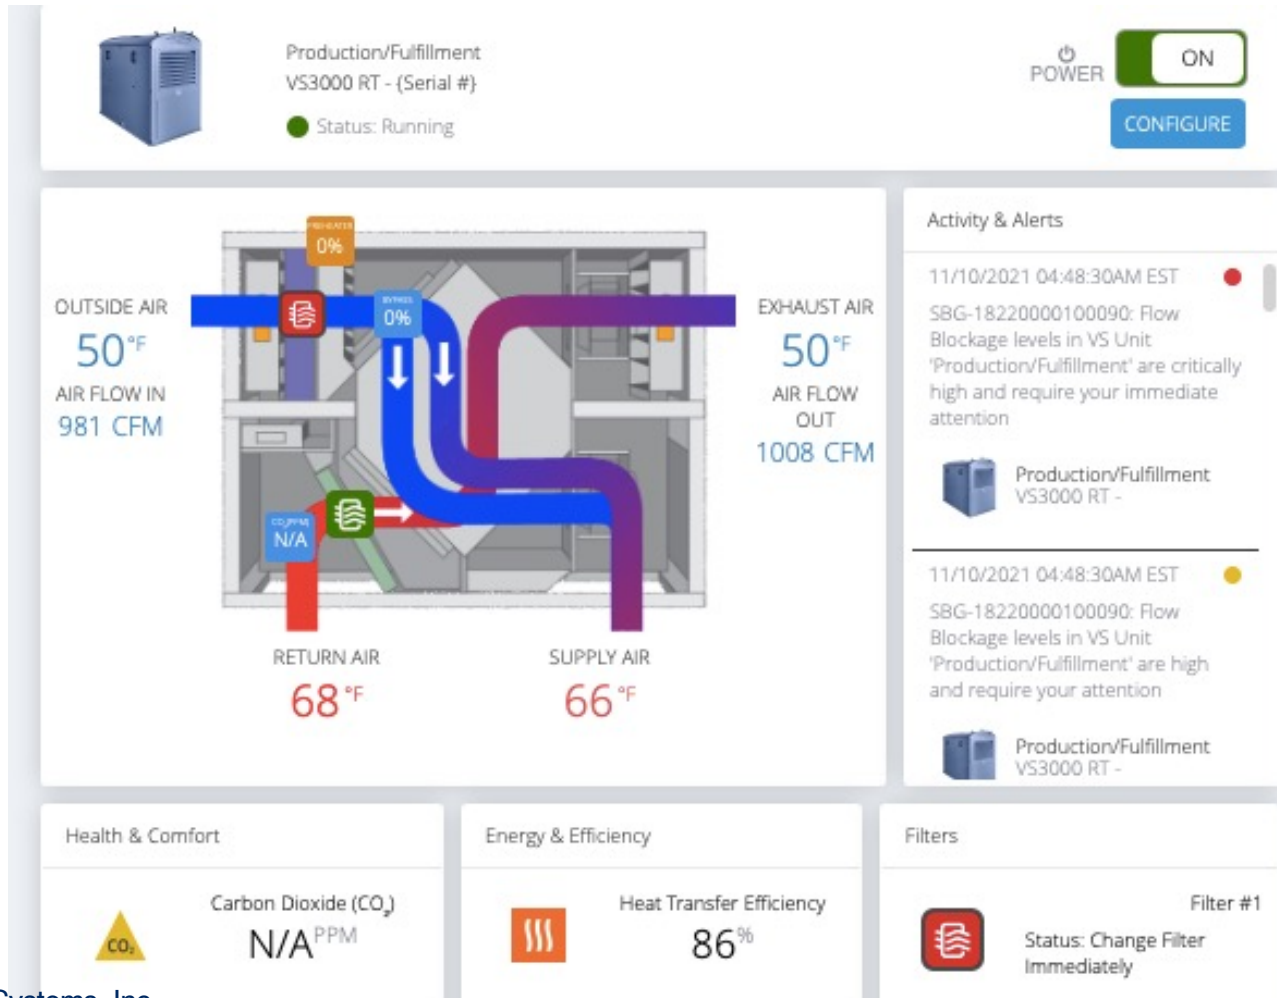 Production/Fulfillment
VS3000 RT - {Serial #}
Status: Running
POWER
ON
CONFIGURE
PREHEATER
0%
OUTSIDE AIR
50°F
AIR FLOW IN
981 CFM
BYPASS
0%
EXHAUST AIR
50°F
AIR FLOW
OUT
1008 CFM
CO₂(PPM)
N/A
RETURN AIR
68°F
SUPPLY AIR
66°F
Activity & Alerts
11/10/2021 04:48:30AM EST
SBG-18220000100090: Flow
Blockage levels in VS Unit
'Production/Fulfillment' are critically
high and require your immediate
attention
Production/Fulfillment
VS3000 RT -
11/10/2021 04:48:30AM EST
SBG-18220000100090: Flow
Blockage levels in VS Unit
'Production/Fulfillment' are high
and require your attention
Production/Fulfillment
VS3000 RT -
Health & Comfort
CO₂
Carbon Dioxide (CO₂)
N/A PPM
Energy & Efficiency
Heat Transfer Efficiency
86%
Filters
Filter #1
Status: Change Filter
Immediately